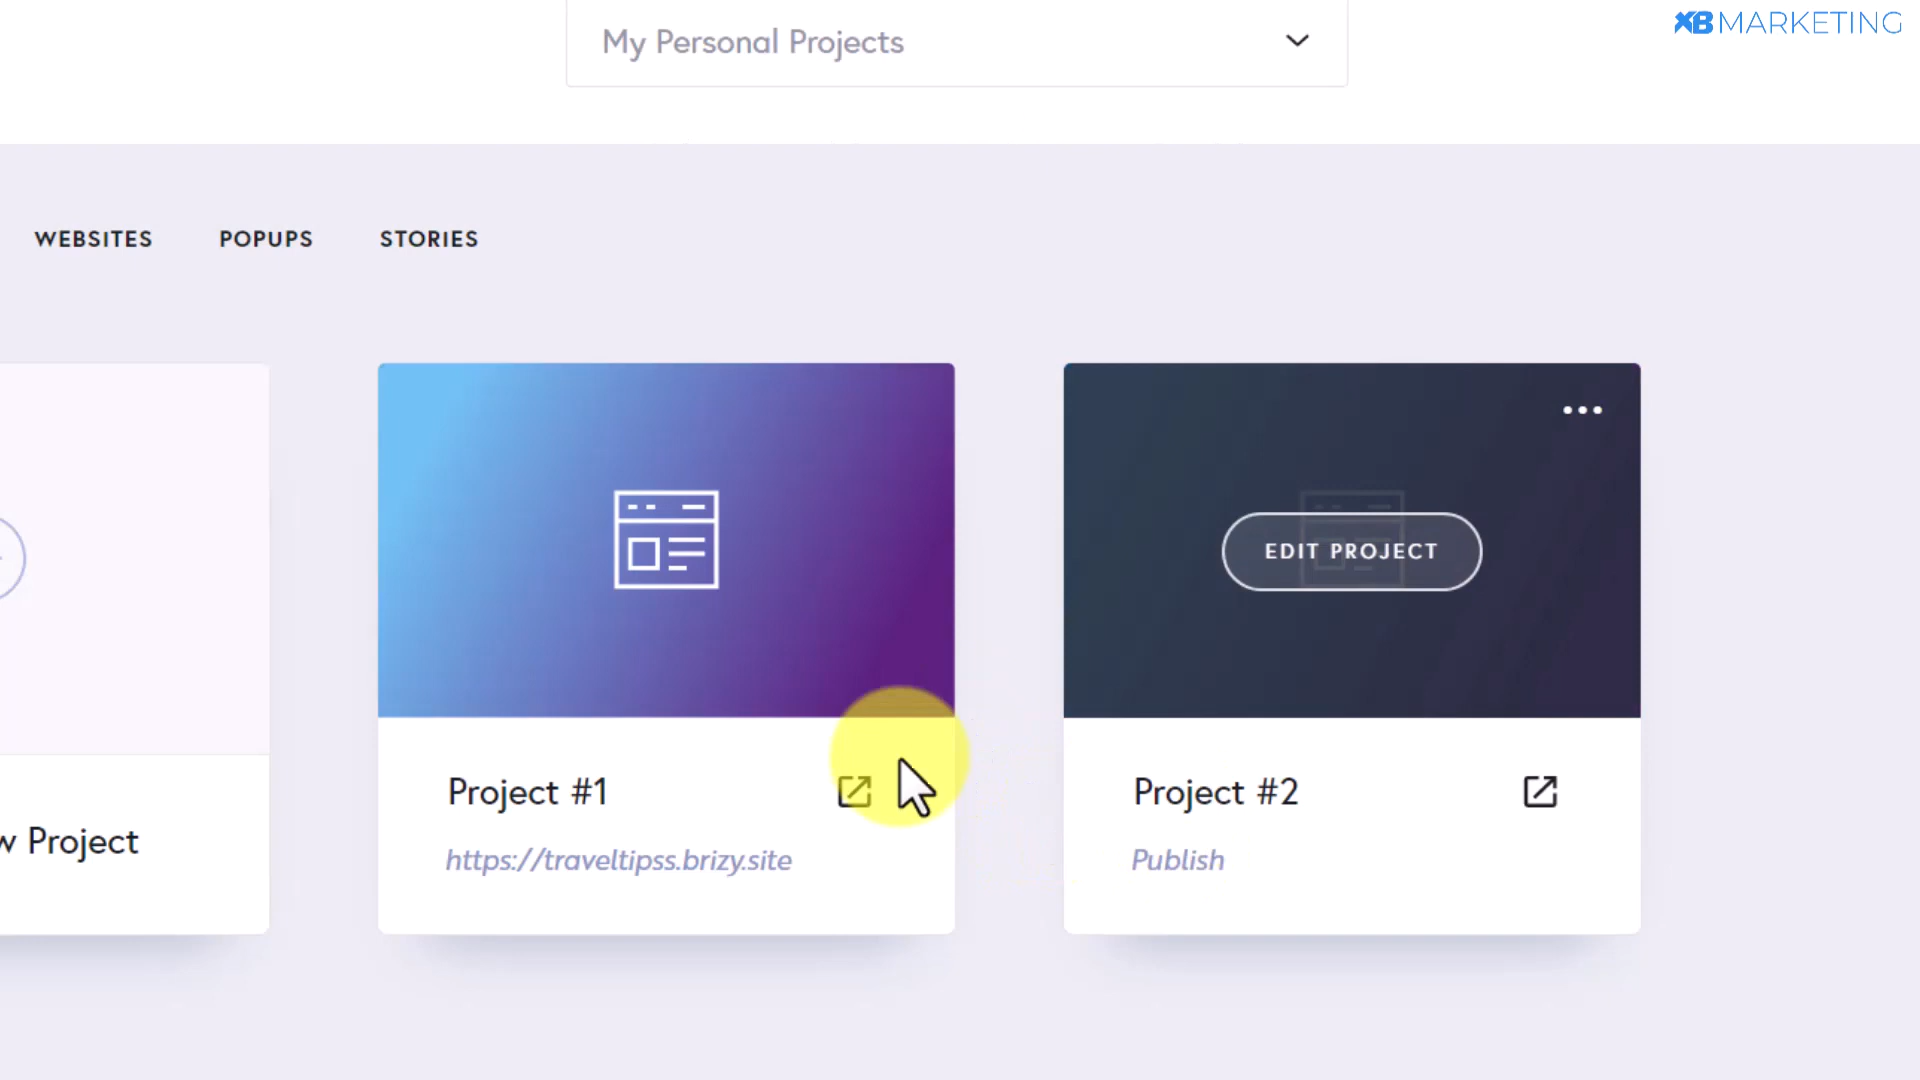 My Personal Projects
XB MARKETING
WEBSITES POPUPS STORIES
EDIT PROJECT
Project #1
https://traveltipss.brizy.site
Project #2
Publish
w Project